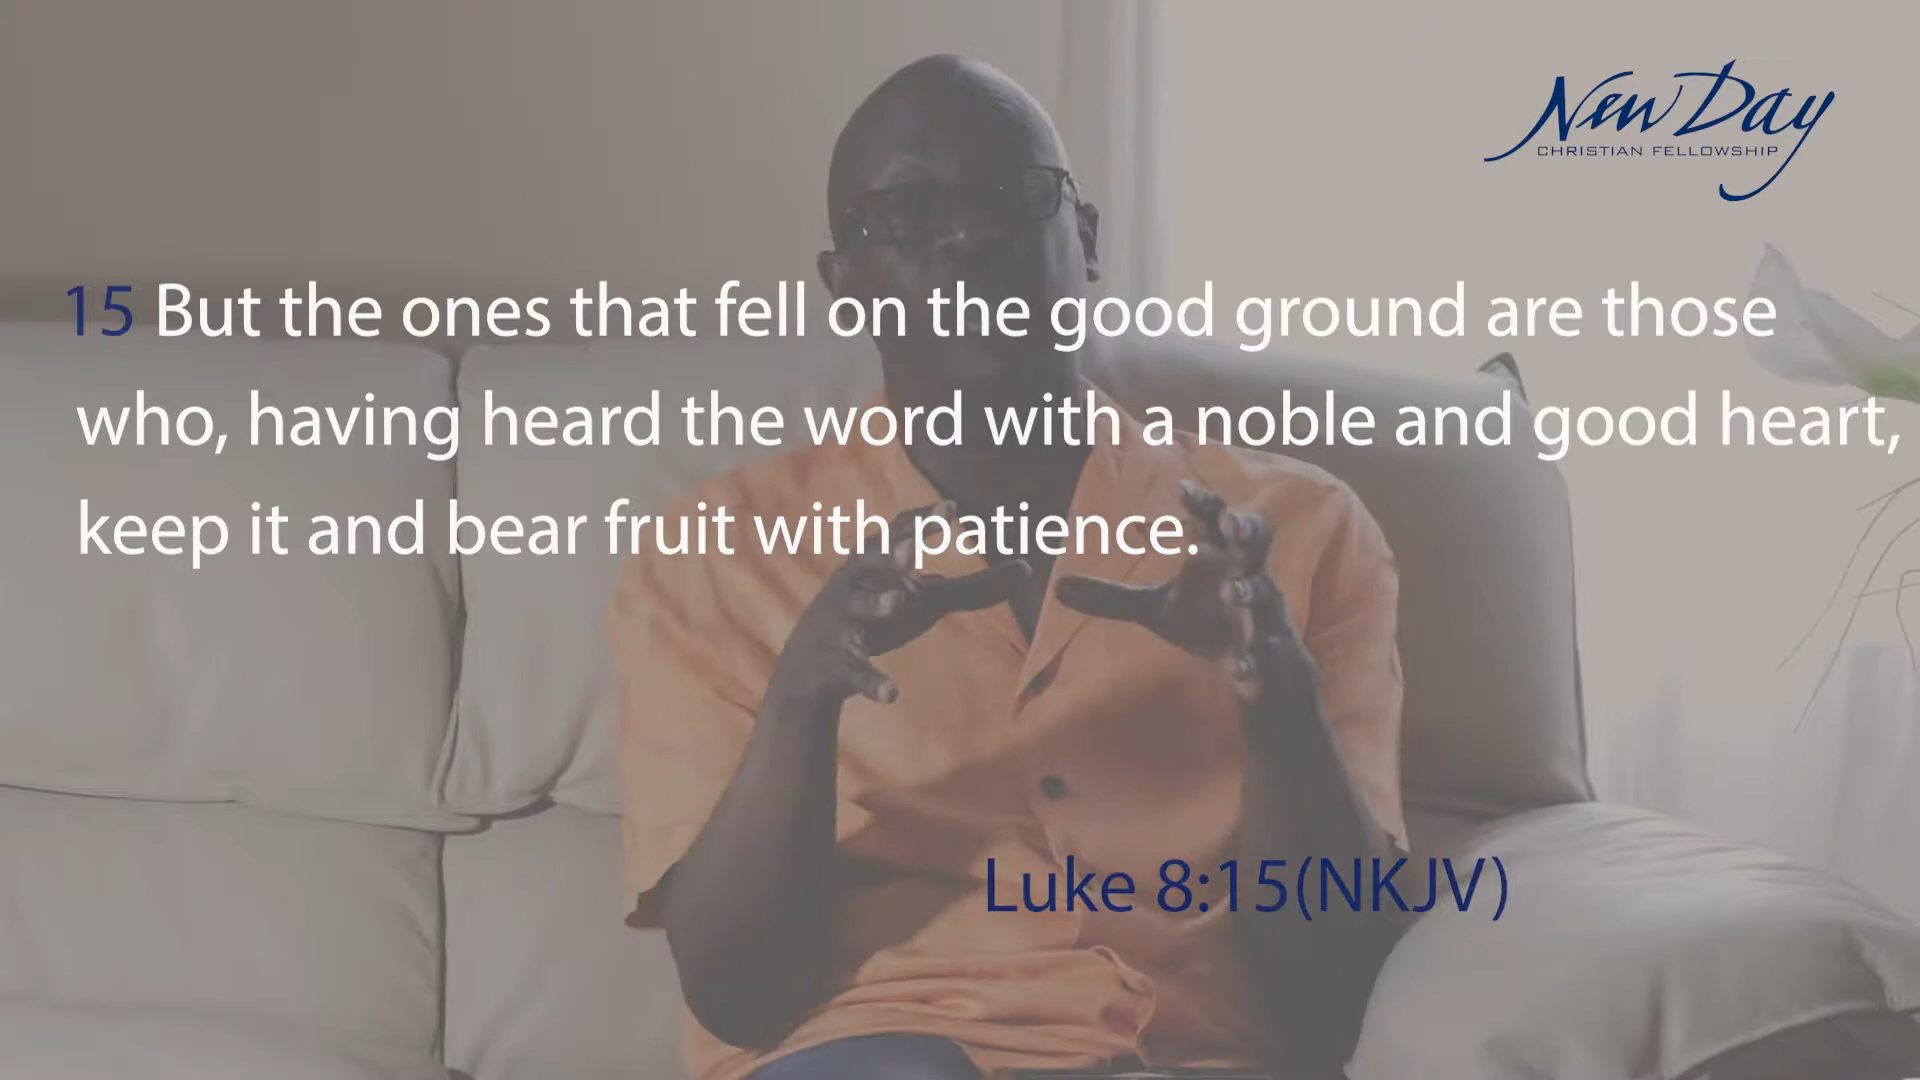 New Day
CHRISTIAN FELLOWSHIP
15 But the ones that fell on the good ground are those
who, having heard the word with a noble and good heart,
keep it and bear fruit with patience.
Luke 8:15(NKJV)